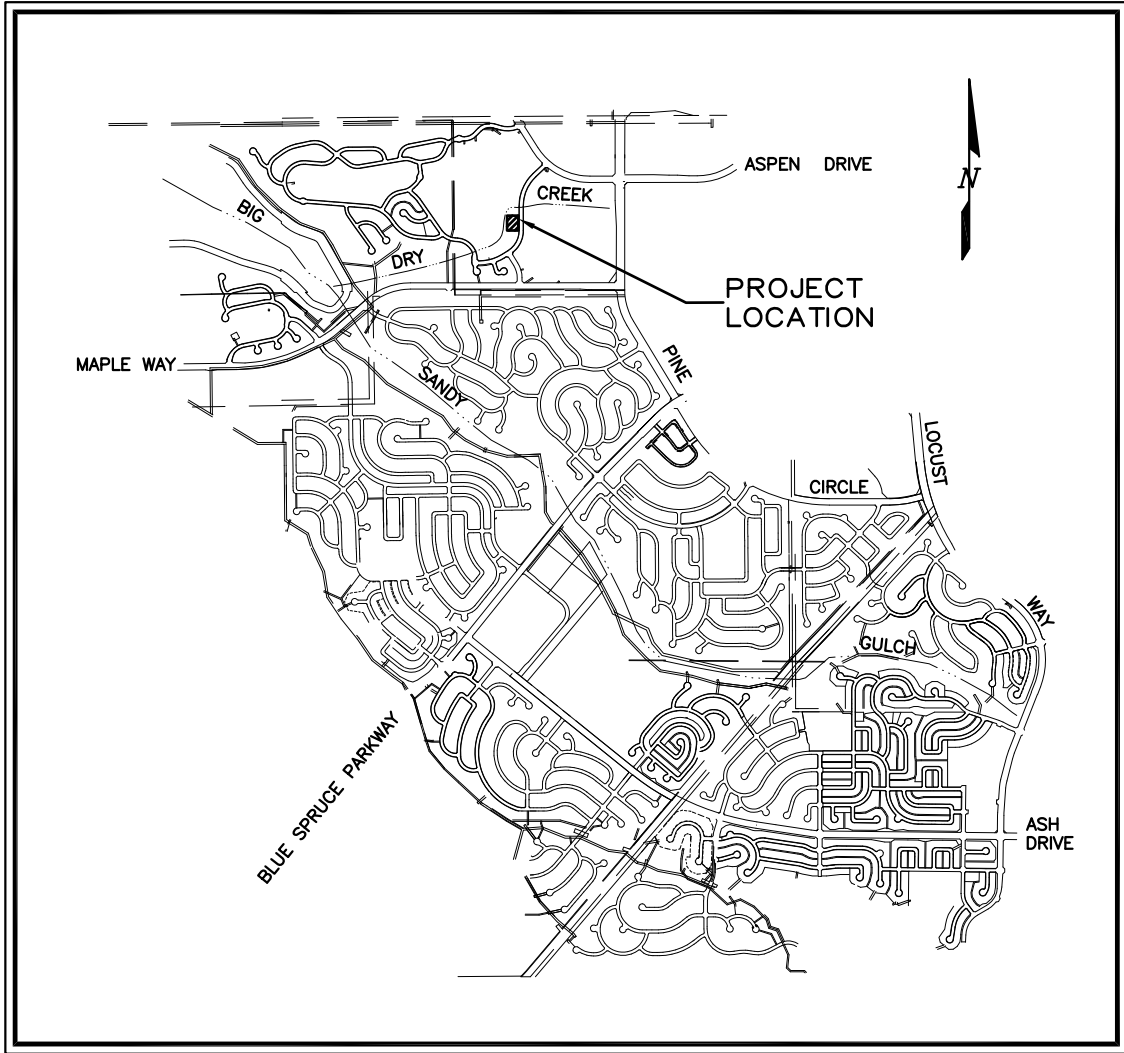 ASPEN DRIVE
N
CREEK
BIG
DRY
PROJECT
LOCATION
MAPLE WAY
PINE
SANDY
LOCUST
CIRCLE
WAY
GULCH
BLUE SPRUCE PARKWAY
ASH
DRIVE